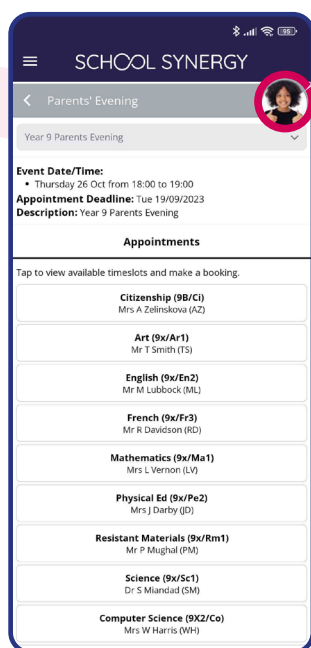 95
SCHOOL SYNERGY
Parents' Evening
Year 9 Parents Evening
Event Date/Time:
• Thursday 26 Oct from 18:00 to 19:00
Appointment Deadline: Tue 19/09/2023
Description: Year 9 Parents Evening
Appointments
Tap to view available timeslots and make a booking.
Citizenship (9B/Ci)
Mrs A Zelinskova (AZ)
Art (9x/Ar1)
Mr T Smith (TS)
English (9x/En2)
Mr M Lubbock (ML)
French (9x/Fr3)
Mr R Davidson (RD)
Mathematics (9x/Ma1)
Mrs L Vernon (LV)
Physical Ed (9x/Pe2)
Mrs J Darby (JD)
Resistant Materials (9x/Rm1)
Mr P Mughal (PM)
Science (9x/Sc1)
Dr S Miandad (SM)
Computer Science (9X2/Co)
Mrs W Harris (WH)